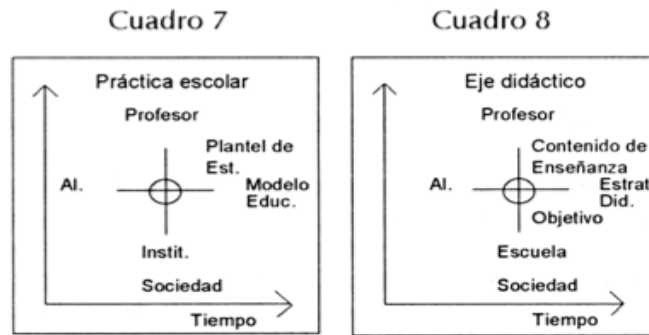 Cuadro 7
Práctica escolar
Profesor
Plantel de
Est.
Al.
Modelo
Educ.
Instit.
Sociedad
Tiempo
Cuadro 8
Eje didáctico
Profesor
Contenido de
Enseñanza
Al.
Estrat
Did.
Objetivo
Escuela
Sociedad
Tiempo